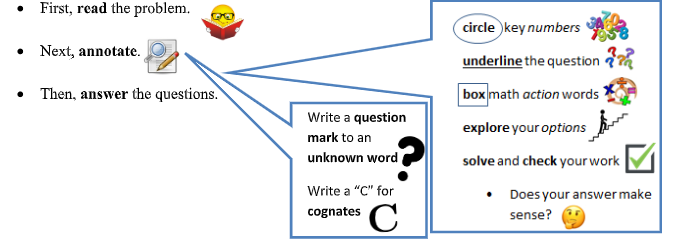 • First, read the problem.
• Next, annotate.
• Then, answer the questions.
Write a question
mark to an
unknown word
?
Write a "C" for
cognates C
circle key numbers
underline the question
box math action words
explore your options
solve and check your work
• Does your answer make
sense?